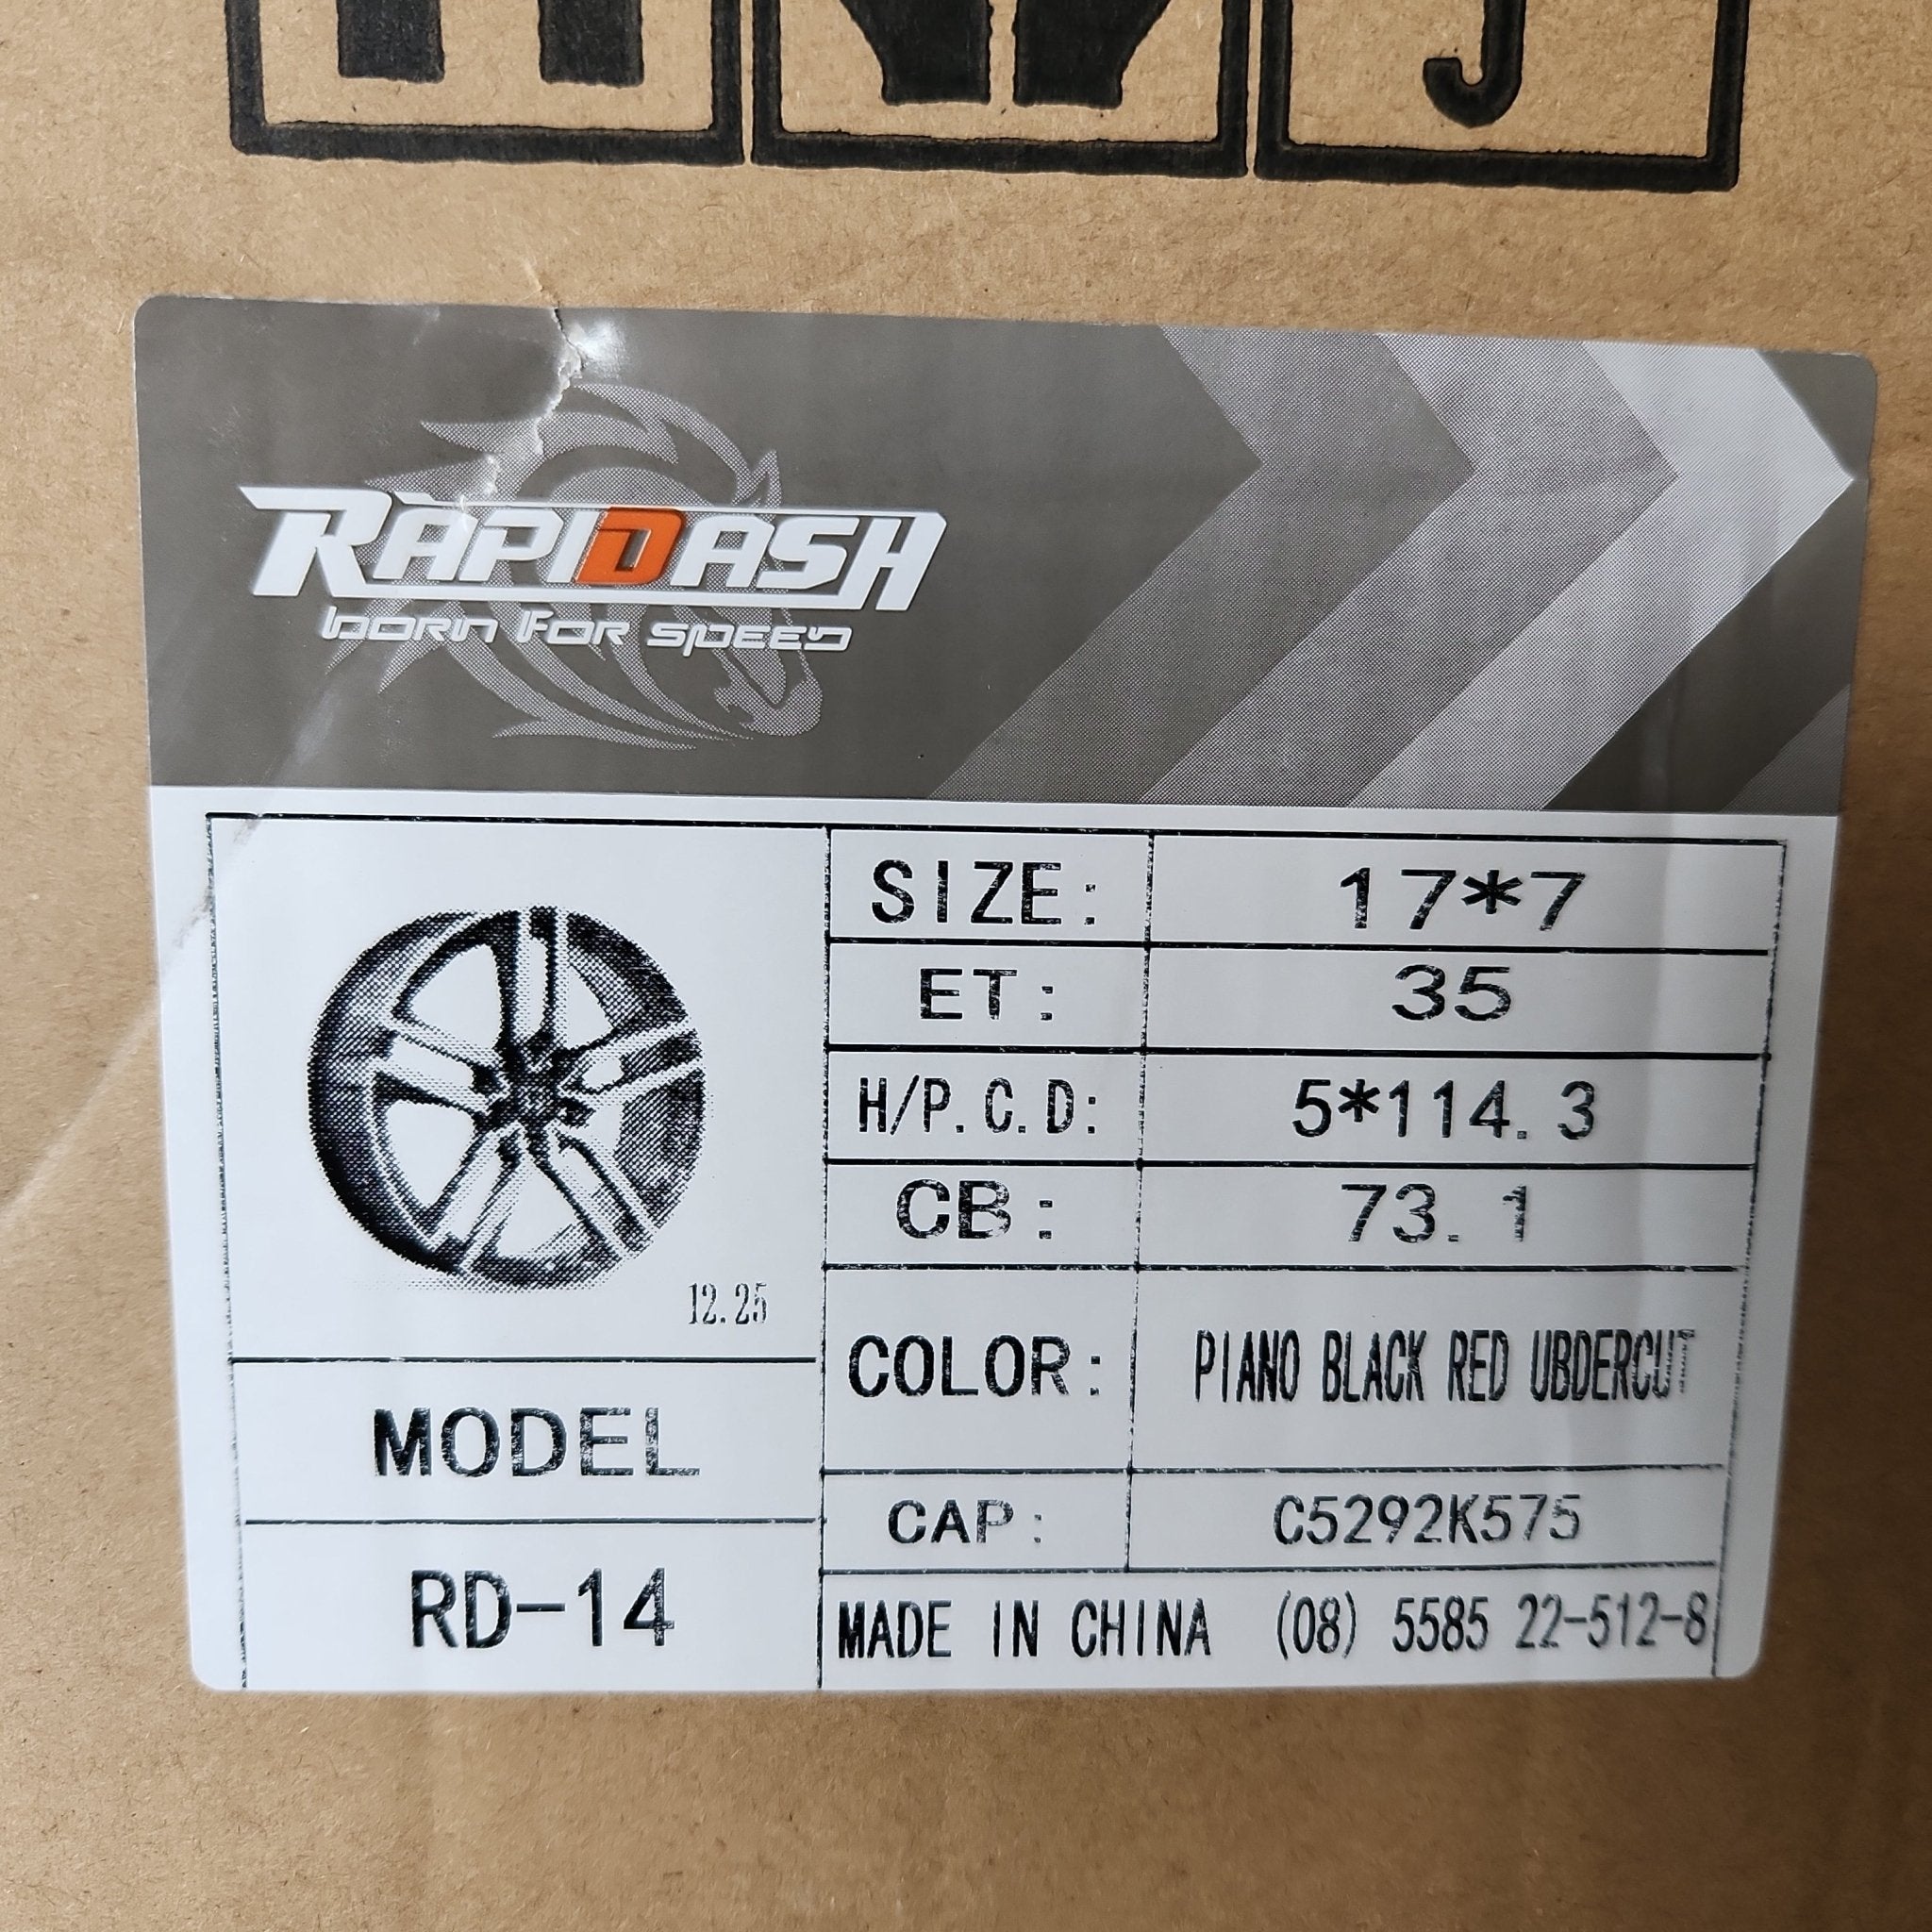 RAPIDASH
born for speed
SIZE: 17*7
ET: 35
H/P.C.D: 5*114.3
CB: 73.1
12.25
COLOR: PIANO BLACK RED UBDERCUT
MODEL
CAP: C5292K575
RD-14
MADE IN CHINA (08) 5585 22-512-8